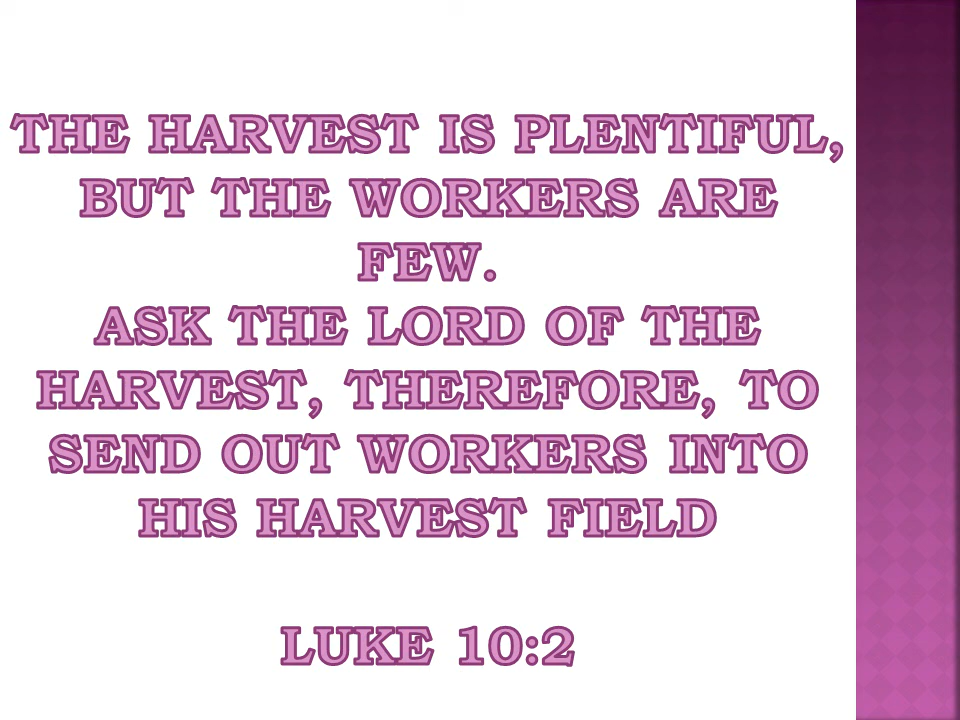 THE HARVEST IS PLENTIFUL,
BUT THE WORKERS ARE
FEW.
ASK THE LORD OF THE
HARVEST, THEREFORE, TO
SEND OUT WORKERS INTO
HIS HARVEST FIELD
LUKE 10:2